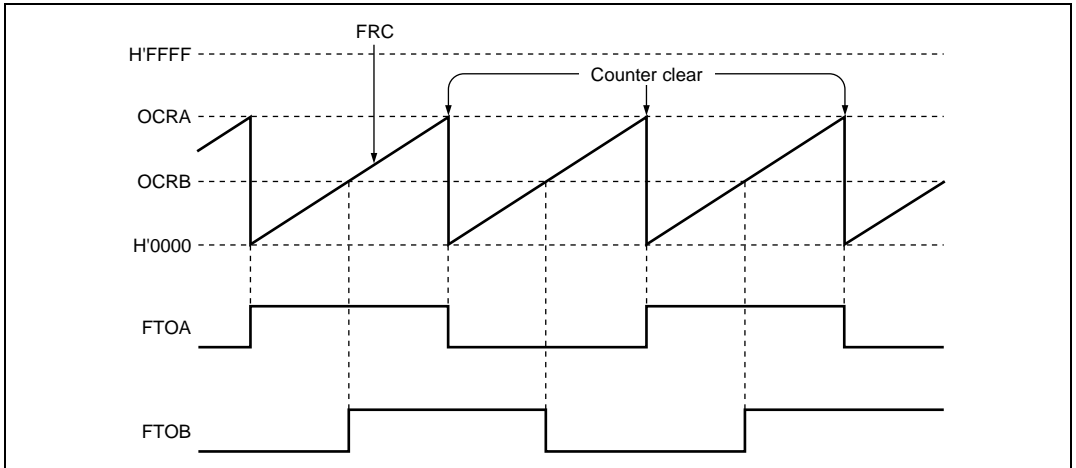 FRC
H'FFFF
Counter clear
OCRA
OCRB
H'0000
FTOA
FTOB